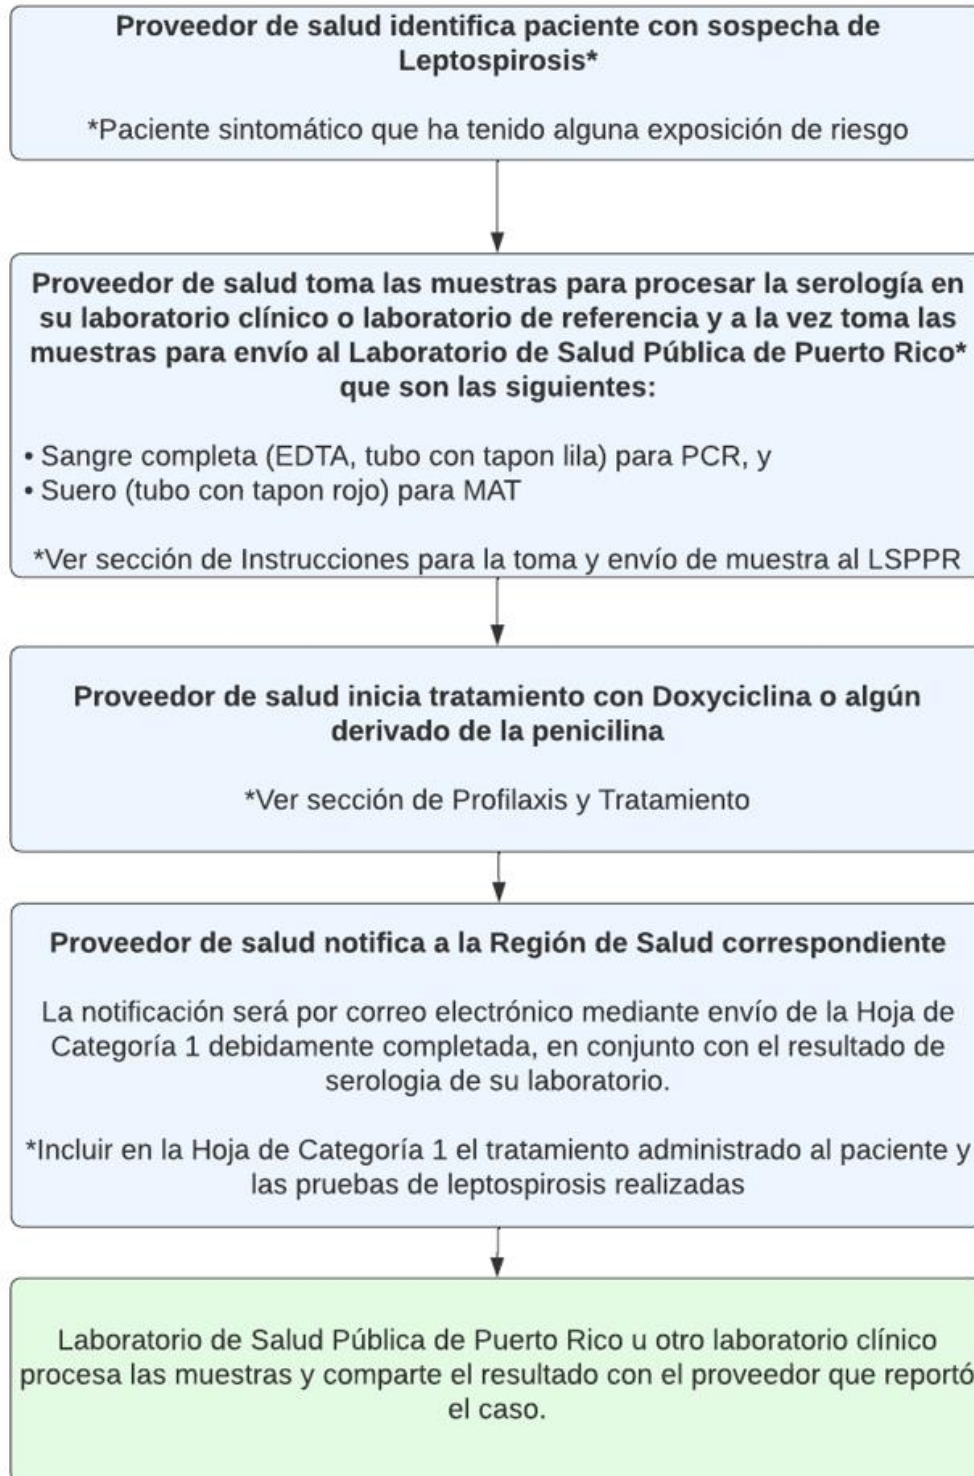 Proveedor de salud identifica paciente con sospecha de
Leptospirosis*
*Paciente sintomático que ha tenido alguna exposición de riesgo
Proveedor de salud toma las muestras para procesar la serología en
su laboratorio clínico o laboratorio de referencia y a la vez toma las
muestras para envío al Laboratorio de Salud Pública de Puerto Rico*
que son las siguientes:
• Sangre completa (EDTA, tubo con tapon lila) para PCR, y
• Suero (tubo con tapon rojo) para MAT
*Ver sección de Instrucciones para la toma y envío de muestra al LSPPR
Proveedor de salud inicia tratamiento con Doxyciclina o algún
derivado de la penicilina
*Ver sección de Profilaxis y Tratamiento
Proveedor de salud notifica a la Región de Salud correspondiente
La notificación será por correo electrónico mediante envío de la Hoja de
Categoría 1 debidamente completada, en conjunto con el resultado de
serologia de su laboratorio.
*Incluir en la Hoja de Categoría 1 el tratamiento administrado al paciente y
las pruebas de leptospirosis realizadas
Laboratorio de Salud Pública de Puerto Rico u otro laboratorio clínico
procesa las muestras y comparte el resultado con el proveedor que reportó
el caso.